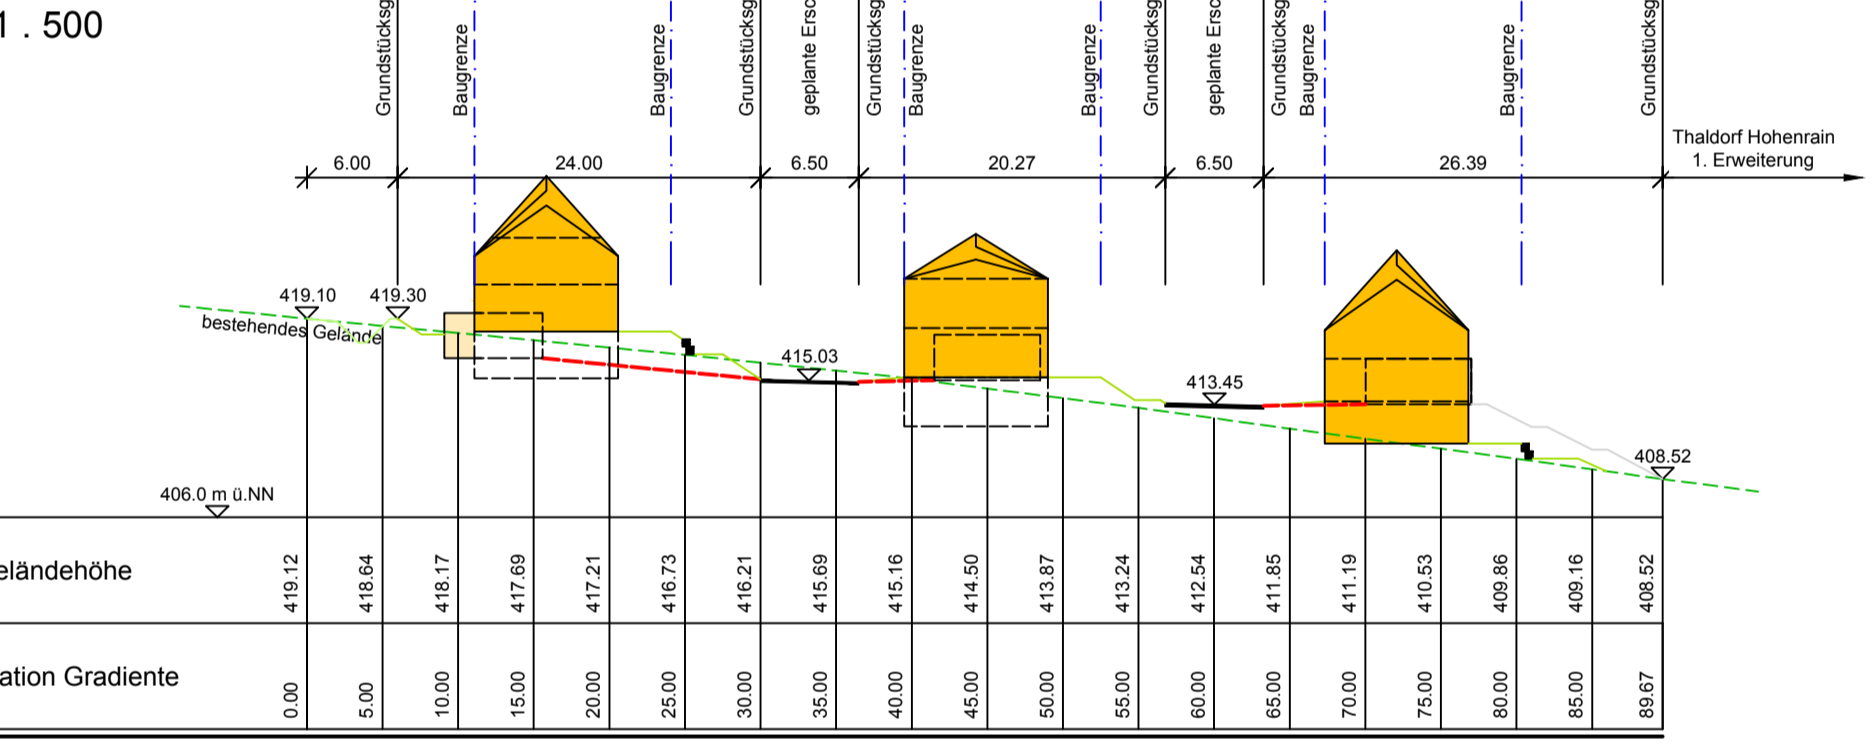 1 . 500
Grundstücksg
Baugrenze
Baugrenze
Grundstücksg
geplante Ersc
Grundstücksg
Baugrenze
Baugrenze
Grundstücksg
geplante Ersc
Grundstücksg
Baugrenze
Baugrenze
Grundstücksg
Thaldorf Hohenrain
1. Erweiterung
6.00
24.00
6.50
20.27
6.50
26.39
419.10
419.30
bestehendes Gelände
415.03
413.45
408.52
406.0 m ü.NN
eländehöhe
419.12
418.64
418.17
417.69
417.21
416.73
416.21
415.69
415.16
414.50
413.87
413.24
412.54
411.85
411.19
410.53
409.86
409.16
408.52
ation Gradiente
0.00
5.00
10.00
15.00
20.00
25.00
30.00
35.00
40.00
45.00
50.00
55.00
60.00
65.00
70.00
75.00
80.00
85.00
89.67